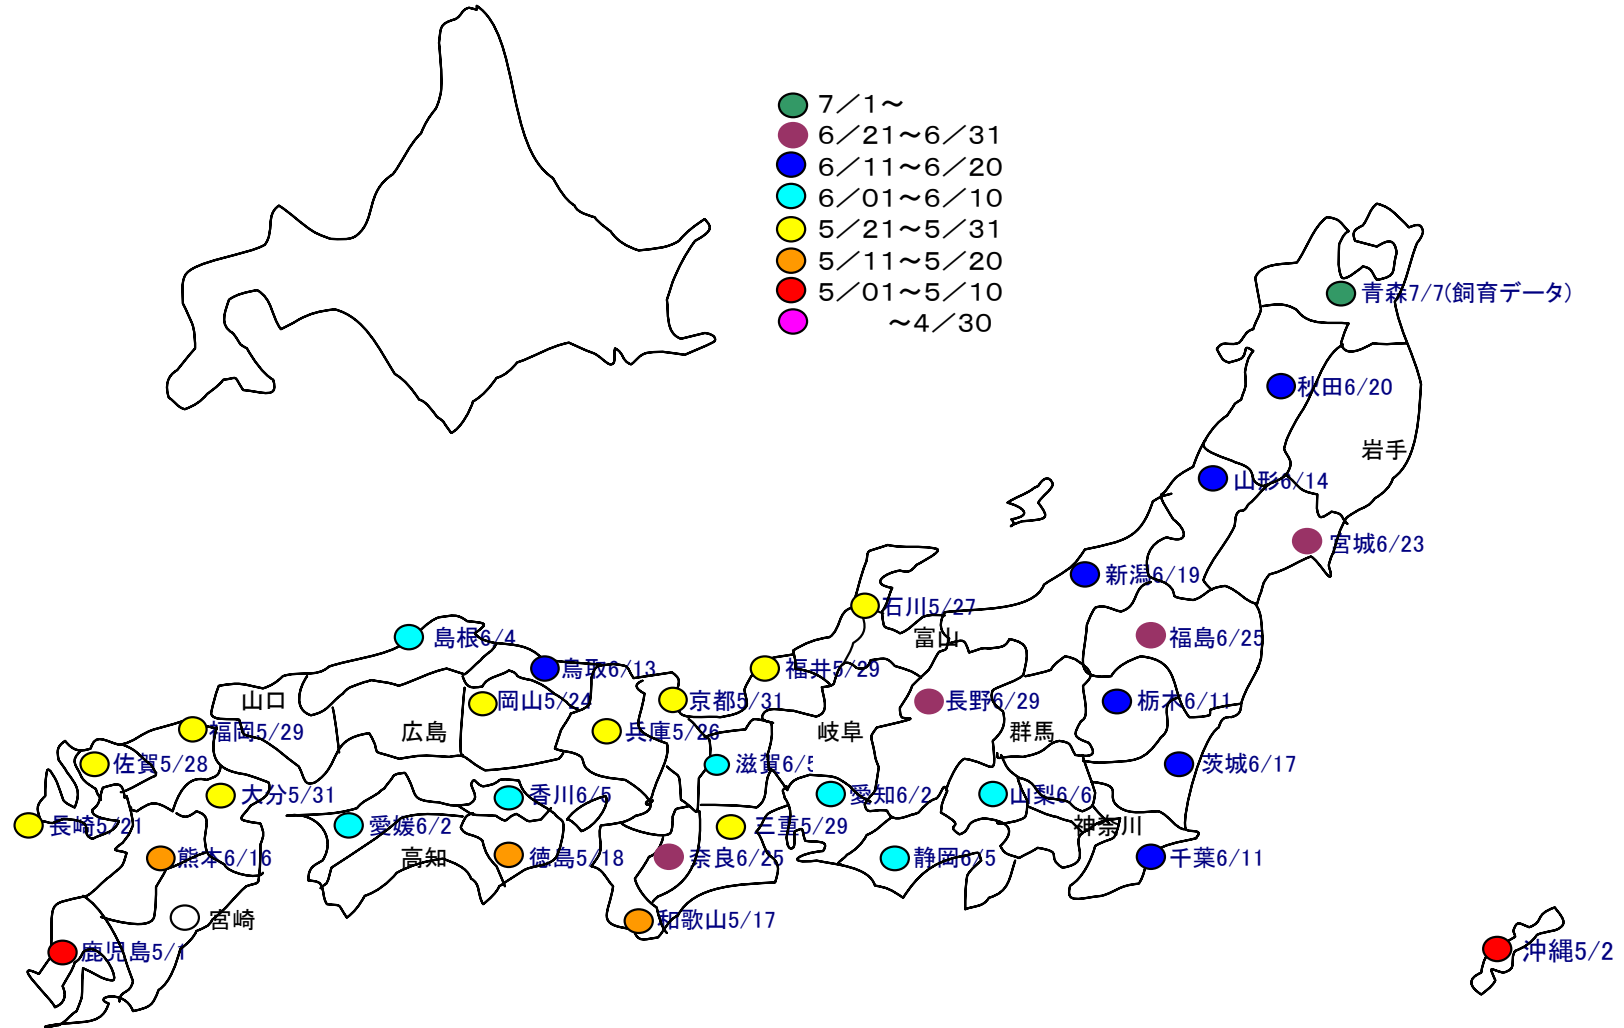 7／1～
6／21～6／31
6／11～6／20
6／01～6／10
5／21～5／31
5／11～5／20
5／01～5／10
～4／30
青森7/7(飼育データ)
秋田6/20
岩手
山形6/14
宮城6/23
新潟6/19
石川5/27
富山
福島6/25
島根6/4
鳥取6/13
福井5/29
山口
岡山5/24
京都5/31
長野6/29
栃木6/11
福岡5/29
広島
兵庫5/26
岐阜
群馬
佐賀5/28
滋賀6/5
茨城6/17
大分5/31
香川6/5
愛知6/2
山梨6/6
長崎5/21
愛媛6/2
三重5/29
神奈川
熊本6/16
高知
徳島5/18
奈良6/25
静岡6/5
千葉6/11
宮崎
和歌山5/17
鹿児島5/1
沖縄5/2